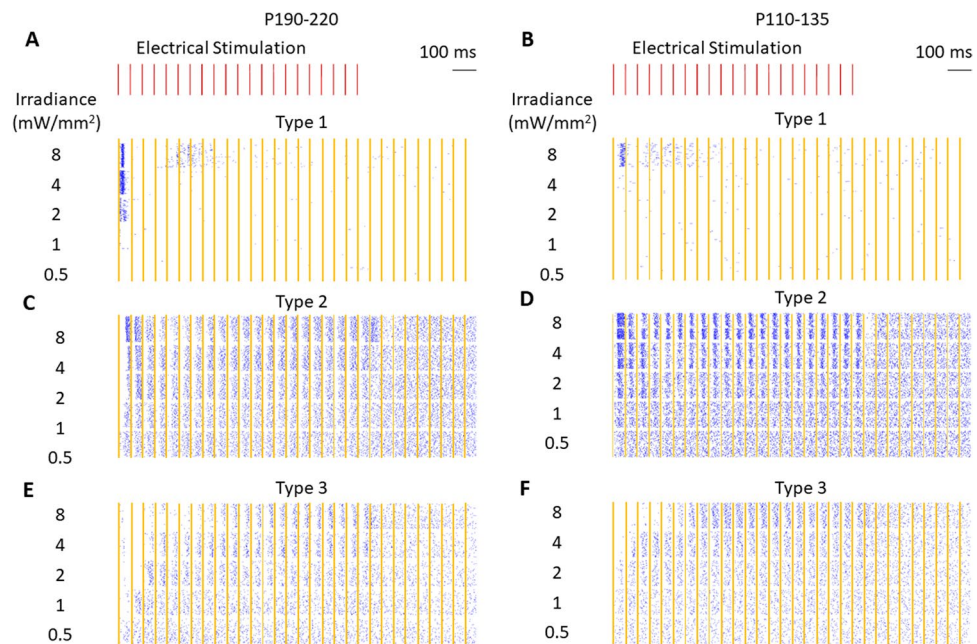 P190-220
P110-135
A
B
Electrical Stimulation
100 ms
Electrical Stimulation
100 ms
Irradiance
(mW/mm²)
Type 1
8
4
2
1
0.5
Irradiance
(mW/mm²)
Type 1
8
4
2
1
0.5
C
Type 2
8
4
2
1
0.5
D
Type 2
8
4
2
1
0.5
E
Type 3
8
4
2
1
0.5
F
Type 3
8
4
2
1
0.5